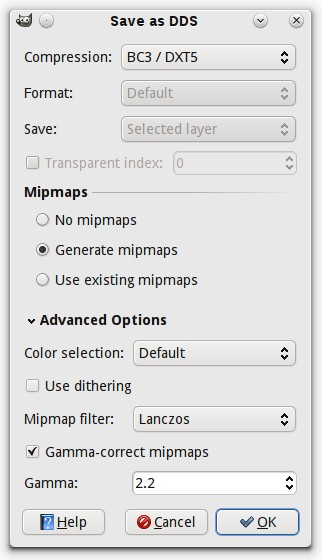 Save as DDS
Compression: BC3 / DXT5
Format: Default
Save: Selected layer
Transparent index: 0
Mipmaps
No mipmaps
Generate mipmaps
Use existing mipmaps
Advanced Options
Color selection: Default
Use dithering
Mipmap filter: Lanczos
Gamma-correct mipmaps
Gamma: 2.2
Help Cancel OK